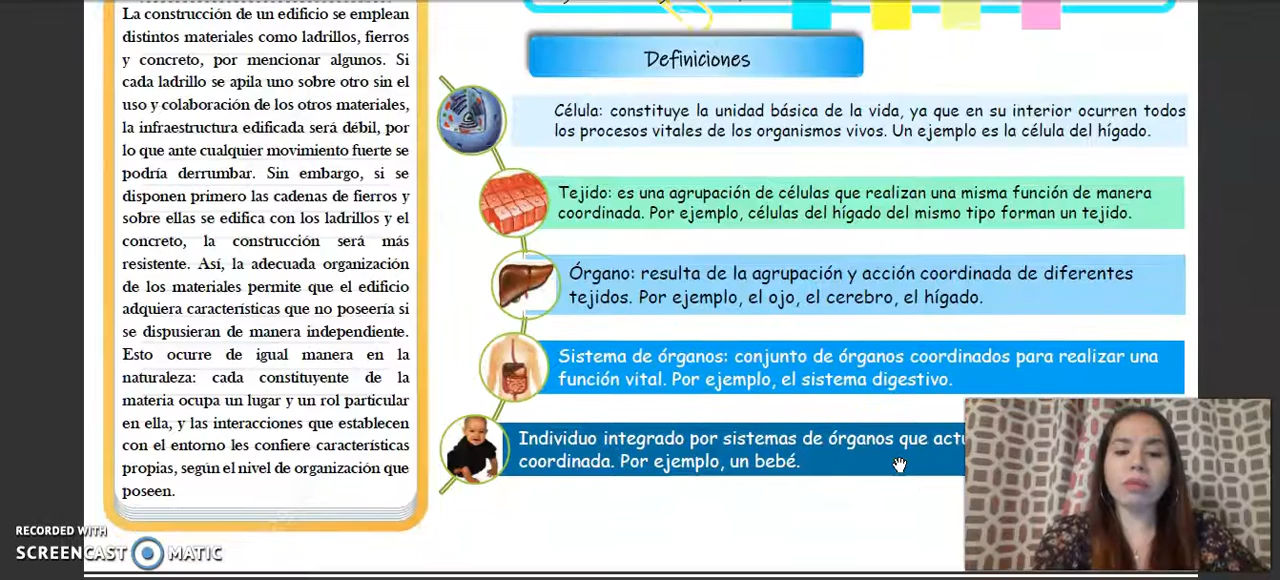 La construcción de un edificio se emplean
distintos materiales como ladrillos, fierros
y concreto, por mencionar algunos. Si
cada ladrillo se apila uno sobre otro sin el
uso y colaboración de los otros materiales,
la infraestructura edificada será débil, por
lo que ante cualquier movimiento fuerte se
podría derrumbar. Sin embargo, si se
disponen primero las cadenas de fierros y
sobre ellas se edifica con los ladrillos y el
concreto, la construcción será más
resistente. Así, la adecuada organización
de los materiales permite que el edificio
adquiera características que no poseería si
se dispusieran de manera independiente.
Esto ocurre de igual manera en la
naturaleza: cada constituyente de la
materia ocupa un lugar y un rol particular
en ella, y las interacciones que establecen
con el entorno les confiere características
propias, según el nivel de organización que
poseen.
Definiciones
Célula: constituye la unidad básica de la vida, ya que en su interior ocurren todos
los procesos vitales de los organismos vivos. Un ejemplo es la célula del hígado.
Tejido: es una agrupación de células que realizan una misma función de manera
coordinada. Por ejemplo, células del hígado del mismo tipo forman un tejido.
Órgano: resulta de la agrupación y acción coordinada de diferentes
tejidos. Por ejemplo, el ojo, el cerebro, el hígado.
Sistema de órganos: conjunto de órganos coordinados para realizar una
función vital. Por ejemplo, el sistema digestivo.
Individuo integrado por sistemas de órganos que
coordinada. Por ejemplo, un bebé.
RECORDED WITH
SCREENCAST MATIC